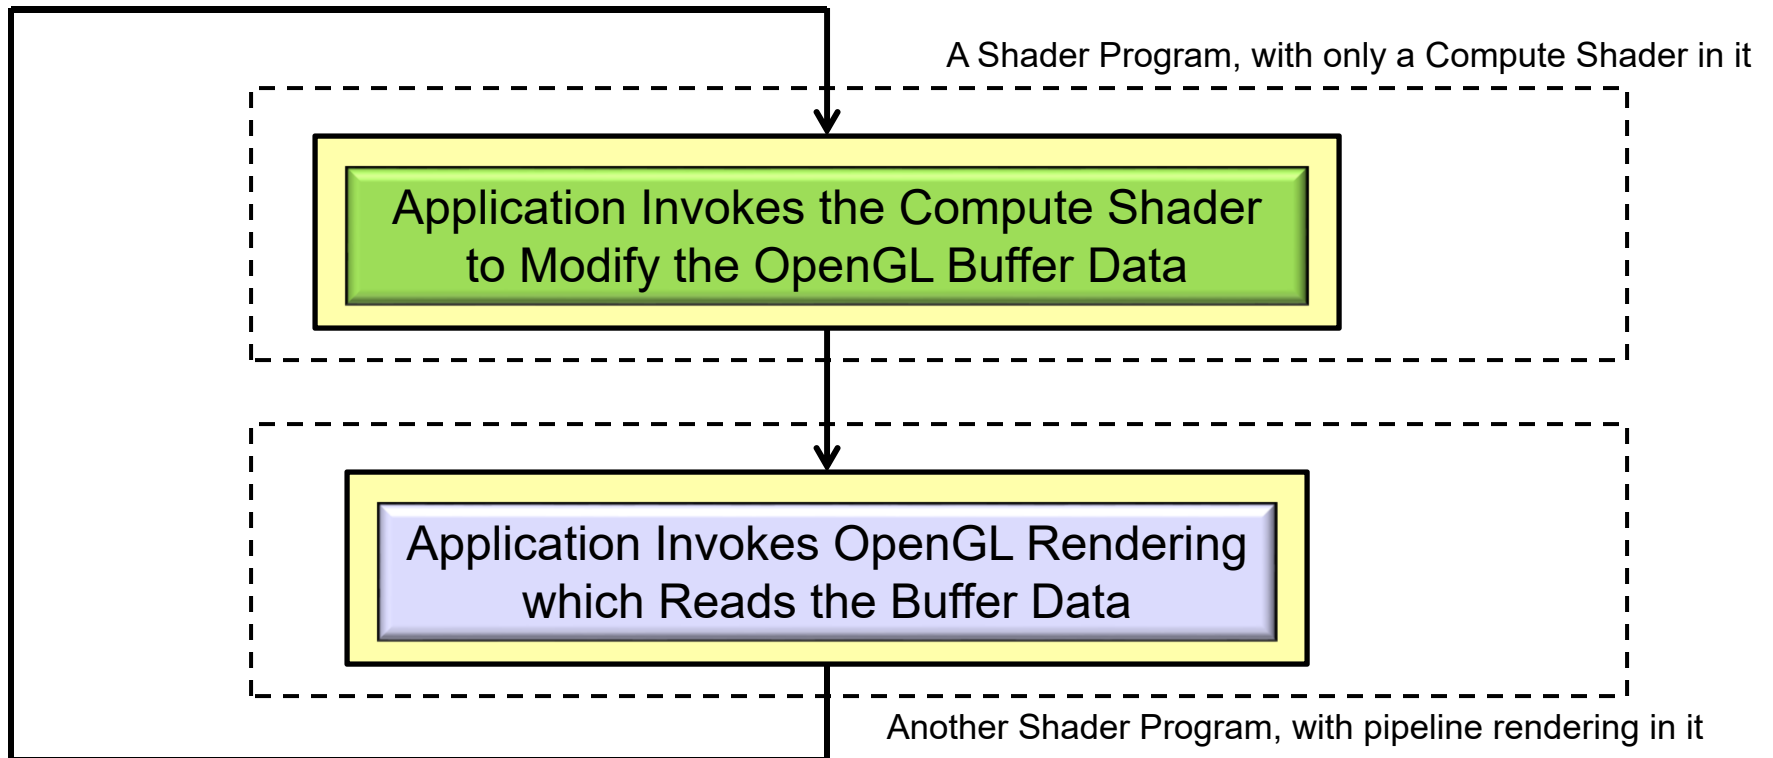 A Shader Program, with only a Compute Shader in it
Application Invokes the Compute Shader
to Modify the OpenGL Buffer Data
Application Invokes OpenGL Rendering
which Reads the Buffer Data
Another Shader Program, with pipeline rendering in it